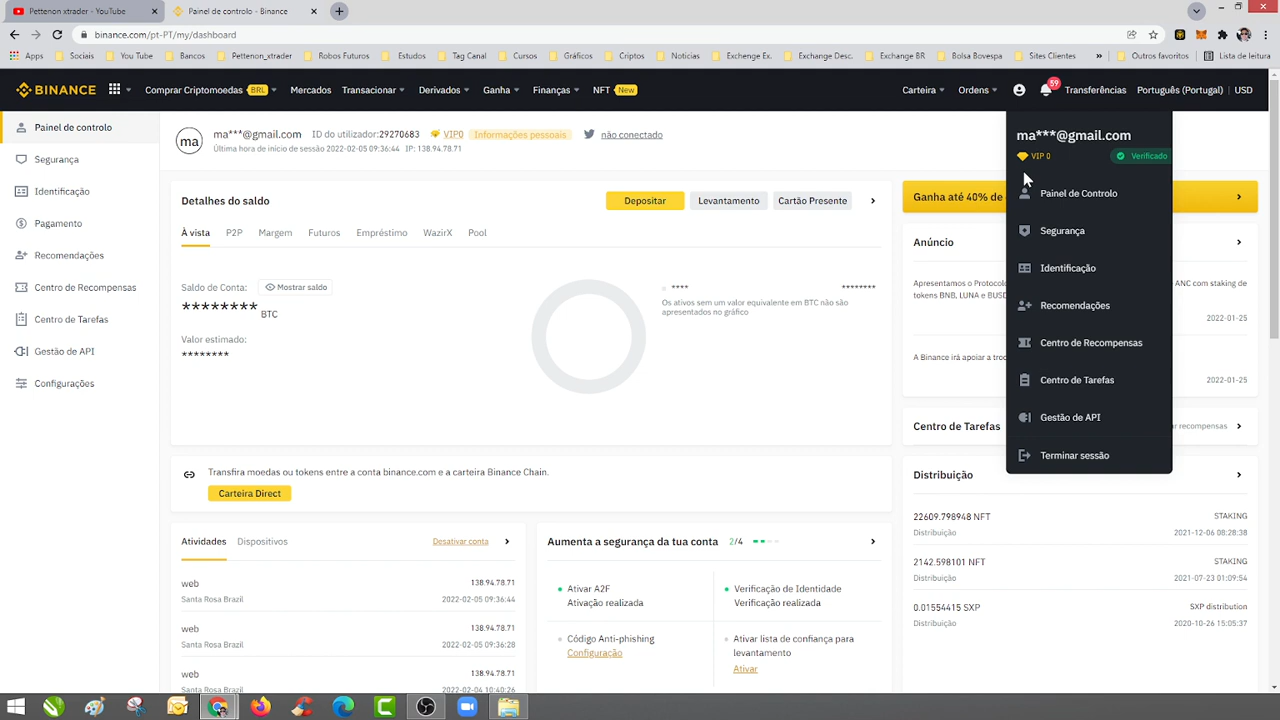 Pettenon xtrader - YouTube
Painel de controlo - Binance
binance.com/pt-PT/my/dashboard
Apps
Sociais
You Tube
Bancos
Pettenon_xtrader
Robos Futuros
Estudos
Tag Canal
Cursos
Gráficos
Criptos
Noticias
Exchenge Ex.
Exchange Desc.
Exchange BR
Bolsa Bovespa
Sites Clientes
»
Outros favoritos
Lista de leitura
BINANCE
Comprar Criptomoedas BRL
Mercados
Transacionar
Derivados
Ganha
Finanças
NFT New
Carteira
Ordens
59
Transferências
Português (Portugal)
USD
Painel de controlo
Segurança
Identificação
Pagamento
Recomendações
Centro de Recompensas
Centro de Tarefas
Gestão de API
Configurações
ma
ma***@gmail.com ID do utilizador:29270683 VIP0 Informações pessoais não conectado
Última hora de início de sessão 2022-02-05 09:36:44 IP: 138.94.78.71
Detalhes do saldo
Depositar
Levantamento
Cartão Presente
À vista
P2P
Margem
Futuros
Empréstimo
WazirX
Pool
Saldo de Conta: Mostrar saldo
******** BTC
Valor estimado:
********
**** ********
Os ativos sem um valor equivalente em BTC não são
apresentados no gráfico
Transfira moedas ou tokens entre a conta binance.com e a carteira Binance Chain.
Carteira Direct
Atividades
Dispositivos
Desativar conta
web 138.94.78.71
Santa Rosa Brazil 2022-02-05 09:36:44
web 138.94.78.71
Santa Rosa Brazil 2022-02-05 09:36:28
web 138.94.78.71
Santa Rosa Brazil 2022-02-04 10:40:26
Aumenta a segurança da tua conta 2/4
Ativar A2F
Ativação realizada
Verificação de Identidade
Verificação realizada
Código Anti-phishing
Configuração
Ativar lista de confiança para
levantamento
Ativar
ma***@gmail.com
VIP 0
Verificado
Painel de Controlo
Segurança
Identificação
Recomendações
Centro de Recompensas
Centro de Tarefas
Gestão de API
Terminar sessão
Ganha até 40% de
Anúncio
Apresentamos o Protocolo
ANC com staking de
tokens BNB, LUNA e BUSD
2022-01-25
A Binance irá apoiar a troc
2022-01-25
Centro de Tarefas
recompensas
Distribuição
22609.798948 NFT STAKING
Distribuição 2021-12-06 08:28:38
2142.598101 NFT STAKING
Distribuição 2021-07-23 01:09:54
0.01554415 SXP SXP distribution
Distribuição 2020-10-26 15:05:37